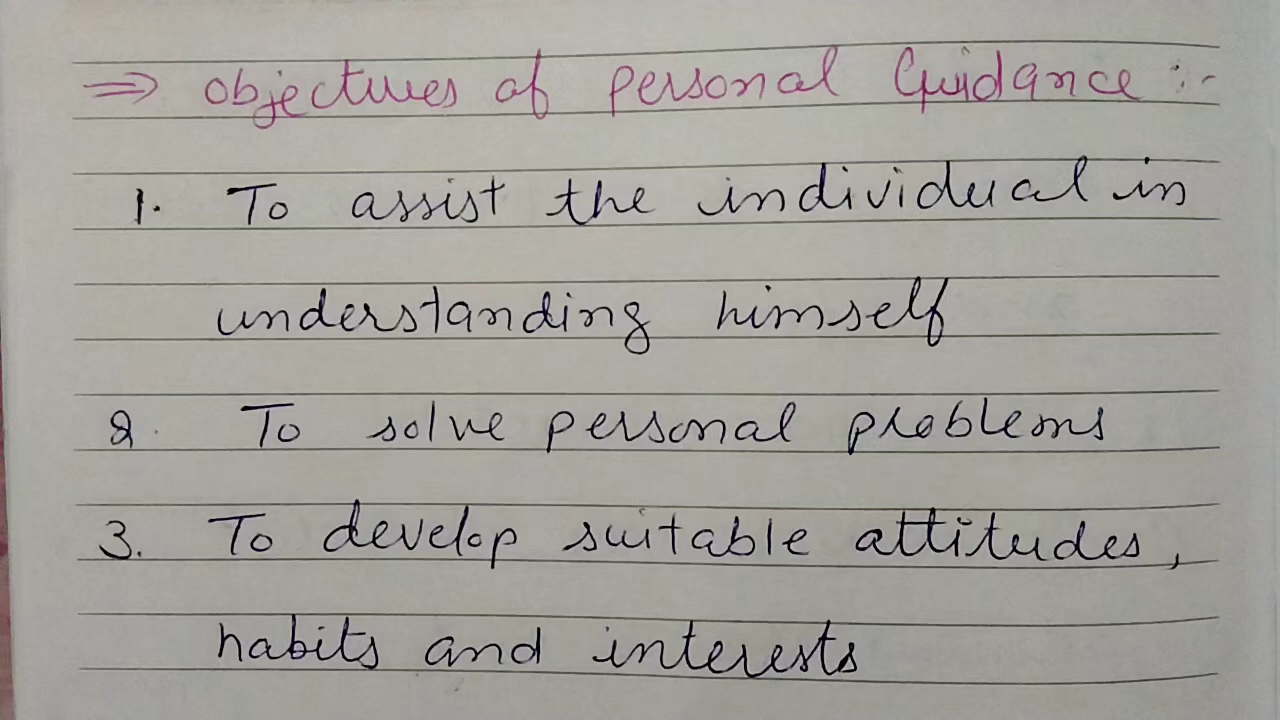 ⇒ Objectives of Personal Guidance :-
1. To assist the individual in
understanding himself
2. To solve personal problems
3. To develop suitable attitudes,
habits and interests